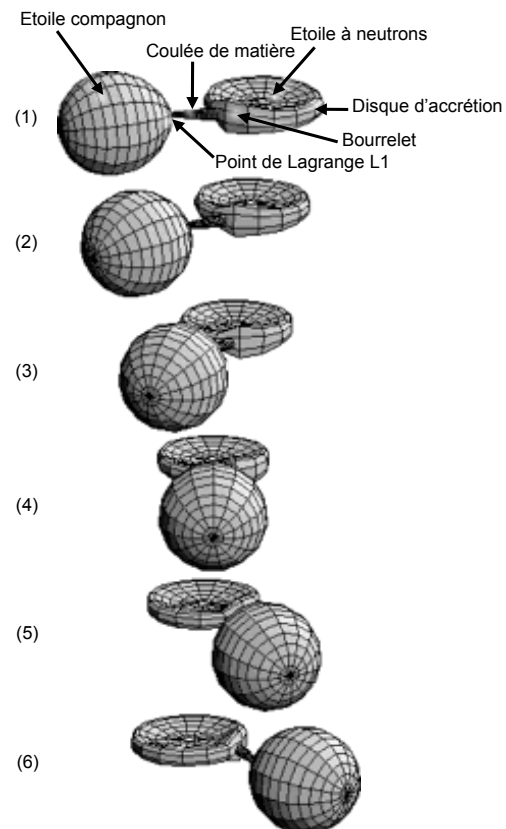 Etoile compagnon
Coulée de matière
Etoile à neutrons
Disque d'accrétion
(1)
Bourrelet
Point de Lagrange L1
(2)
(3)
(4)
(5)
(6)